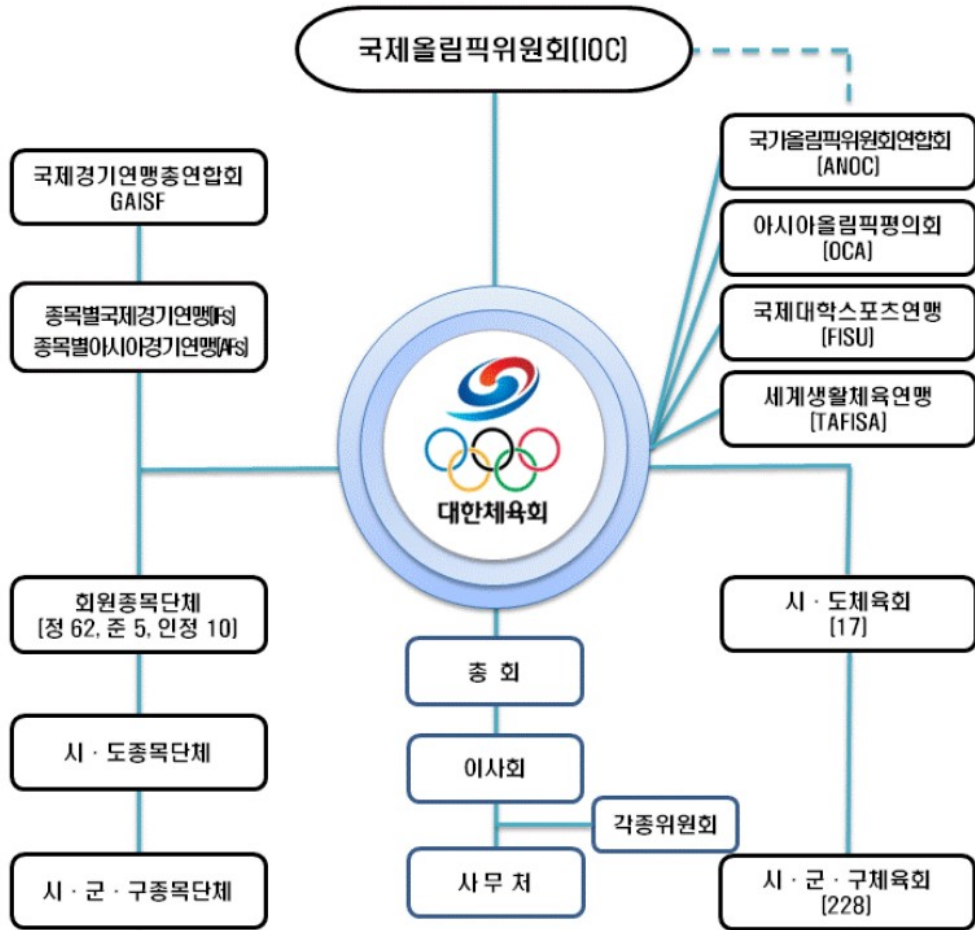 국제올림픽위원회(IOC)
국제경기연맹총연합회
GAISF
종목별국제경기연맹(IFs)
종목별아시아경기연맹(AFs)
국가올림픽위원회연합회
(ANOC)
아시아올림픽평의회
(OCA)
국제대학스포츠연맹
(FISU)
세계생활체육연맹
(TAFISA)
대한체육회
회원종목단체
(정 62, 준 5, 인정 10)
시 · 도종목단체
시 · 군 · 구종목단체
총 회
이사회
각종위원회
사무 처
시 · 도체육회
(17)
시 · 군 · 구체육회
(228)